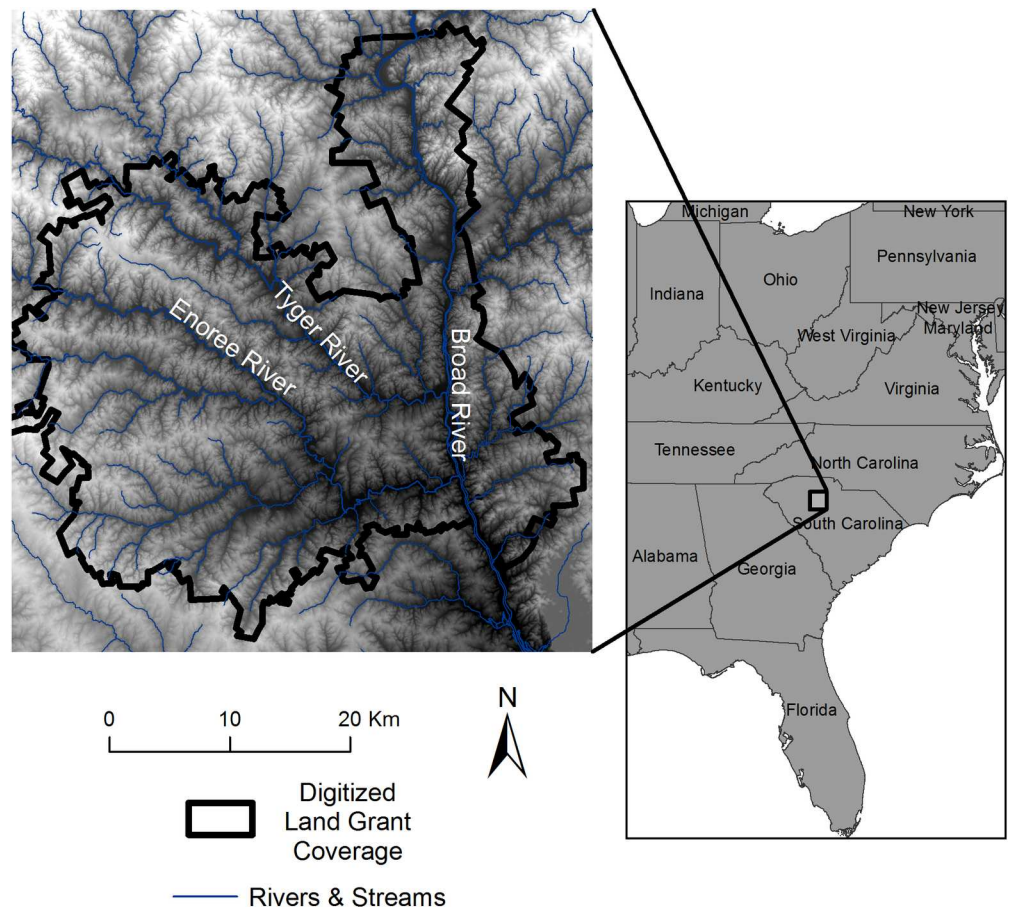 Enoree River
Tyger River
Broad River
0 10 20 Km
N
Digitized
Land Grant
Coverage
Rivers & Streams
Michigan
New York
Pennsylvania
Ohio
Indiana
New Jersey
Maryland
West Virginia
Kentucky
Virginia
Tennessee
North Carolina
South Carolina
Alabama
Georgia
Florida